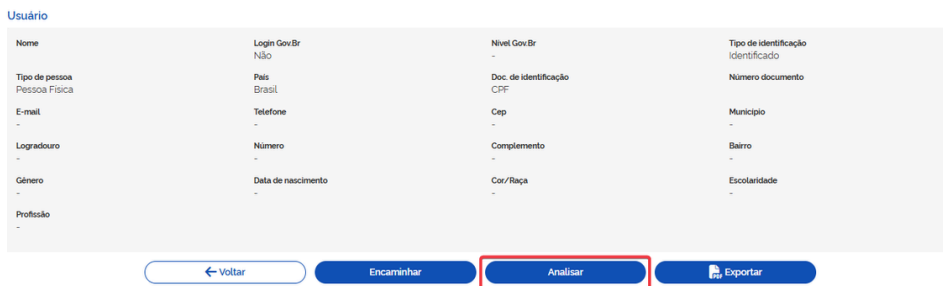 Usuário
Nome Login Gov.Br Nível Gov.Br Tipo de identificação
Não - Identificado
Tipo de pessoa País Doc. de identificação Número documento
Pessoa Física Brasil CPF
E-mail Telefone Cep Município
- - - -
Logradouro Número Complemento Bairro
- - - -
Gênero Data de nascimento Cor/Raça Escolaridade
- - - -
Profissão
-
Voltar Encaminhar Analisar PDF Exportar